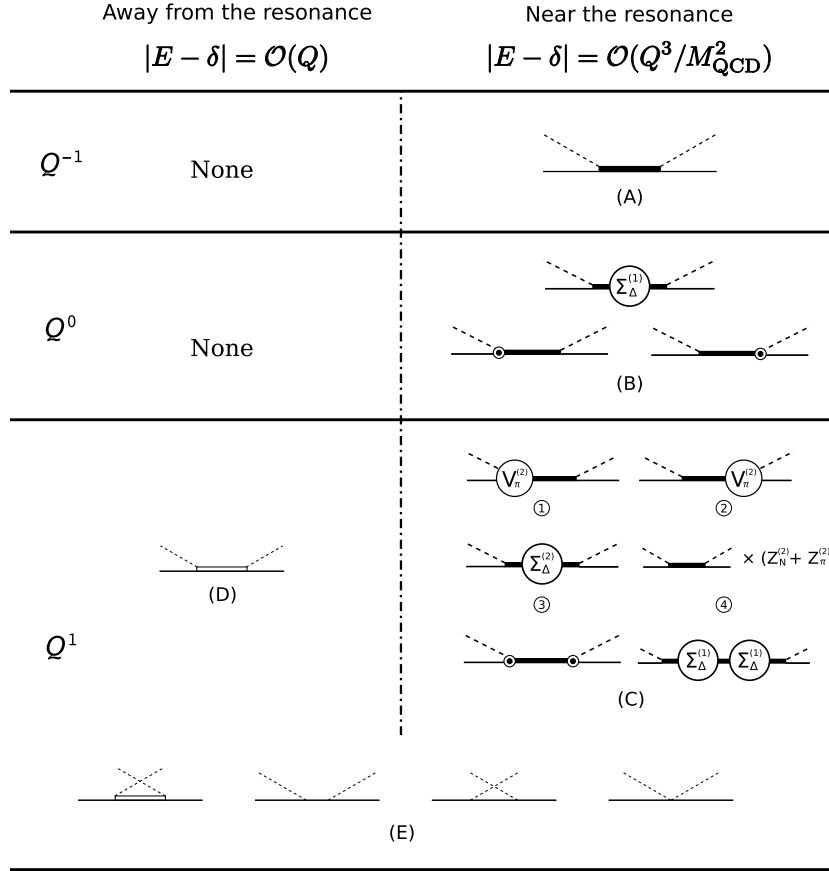 Away from the resonance Near the resonance
|E − δ| = 𝒪(Q) |E − δ| = 𝒪(Q³/M²_QCD)
Q⁻¹ None
(A)
Σ_Δ^(1)
Q⁰ None
(B)
V_π^(2) V_π^(2)
① ②
Σ_Δ^(2) × (Z_N^(2) + Z_π^(2)
(D)
③ ④
Q¹
Σ_Δ^(1) Σ_Δ^(1)
(C)
(E)